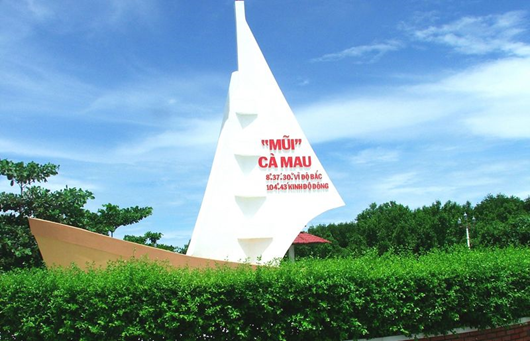 "MŨI"
CÀ MAU
8°.37'.30" VĨ ĐỘ BẮC
104°.43' KINH ĐỘ ĐÔNG